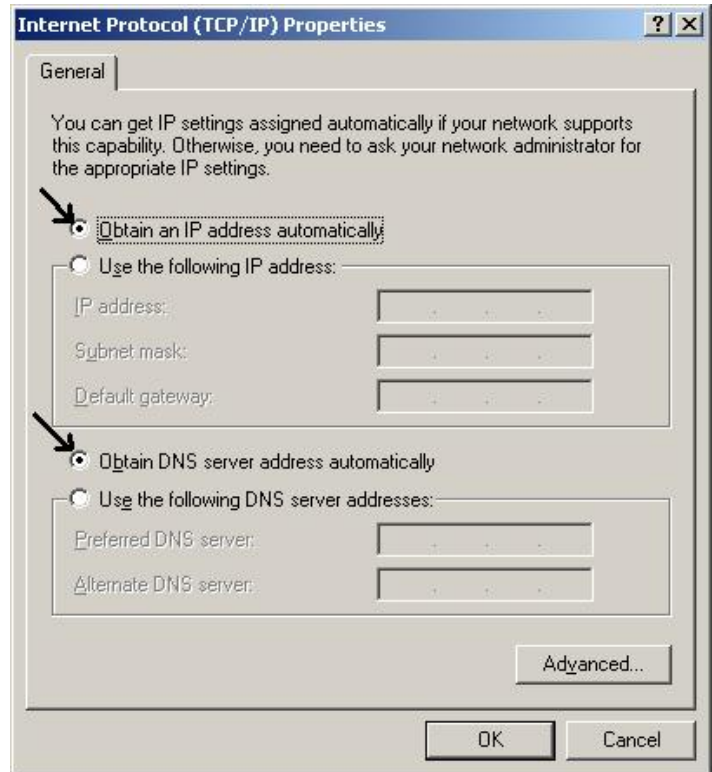 Internet Protocol (TCP/IP) Properties
General
You can get IP settings assigned automatically if your network supports
this capability. Otherwise, you need to ask your network administrator for
the appropriate IP settings.
Obtain an IP address automatically
Use the following IP address:
IP address:
Subnet mask:
Default gateway:
Obtain DNS server address automatically
Use the following DNS server addresses:
Preferred DNS server:
Alternate DNS server:
Advanced...
OK Cancel